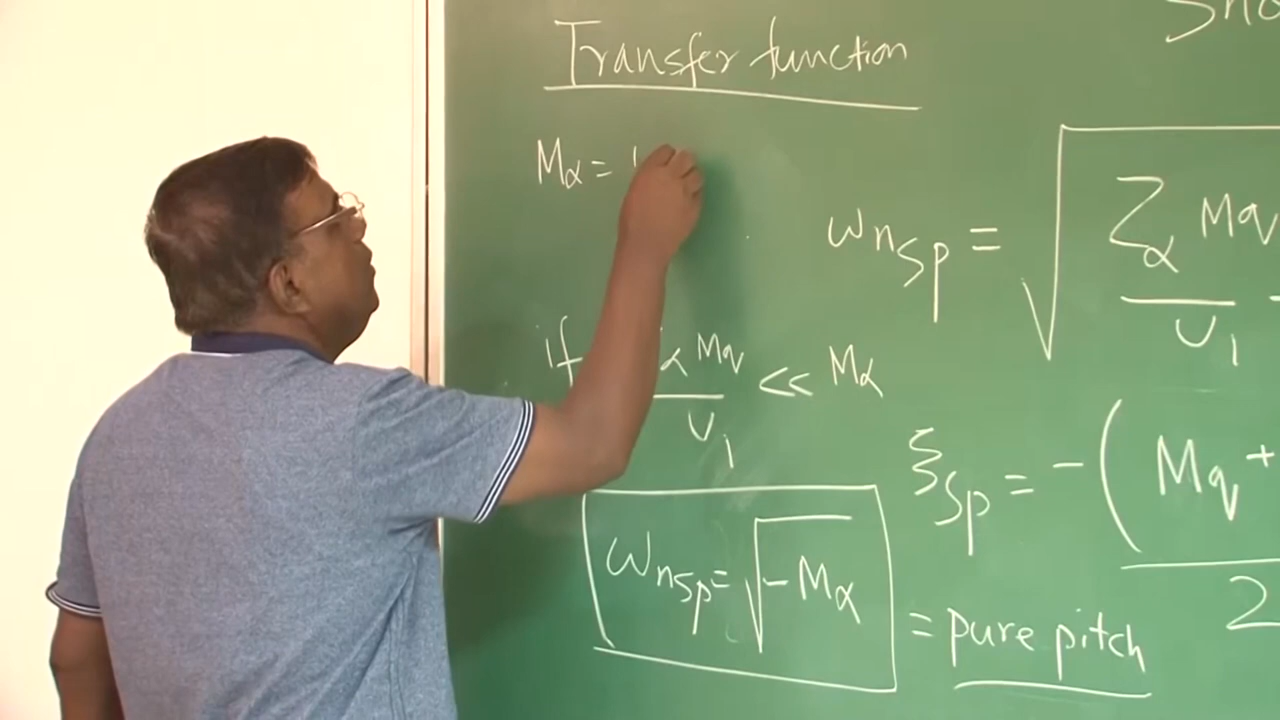 Transfer function
Mα =
ωnsp = √ Zα Mq
U1
if α Mq << Mα
U1
ξsp = - ( Mq +
2
ωnsp = √ -Mα = pure pitch